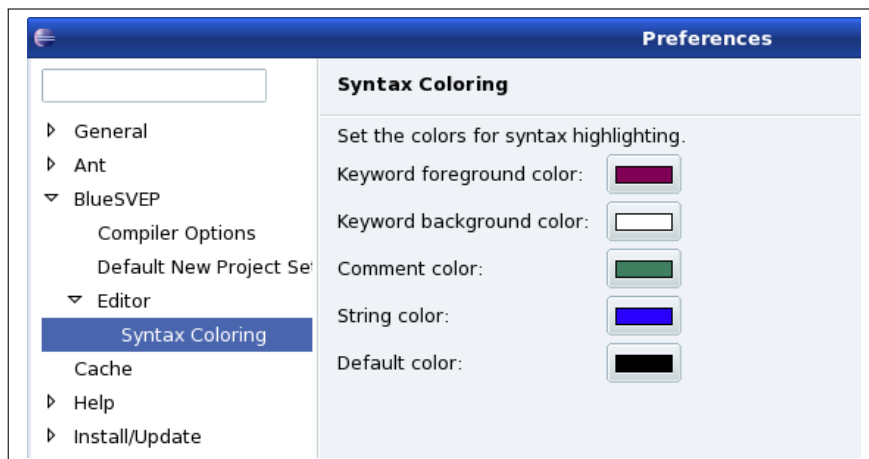 Preferences
Syntax Coloring
General
Ant
BlueSVEP
Compiler Options
Default New Project Set
Editor
Syntax Coloring
Cache
Help
Install/Update
Set the colors for syntax highlighting.
Keyword foreground color:
Keyword background color:
Comment color:
String color:
Default color: